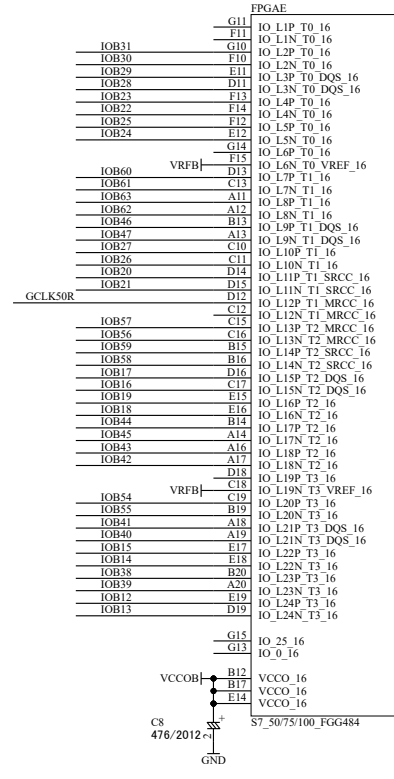 FPGAE
G11 IO_L1P_T0_16
F11 IO_L1N_T0_16
IOB31 G10 IO_L2P_T0_16
IOB30 F10 IO_L2N_T0_16
IOB29 E11 IO_L3P_T0_DQS_16
IOB28 D11 IO_L3N_T0_DQS_16
IOB23 F13 IO_L4P_T0_16
IOB22 F14 IO_L4N_T0_16
IOB25 F12 IO_L5P_T0_16
IOB24 E12 IO_L5N_T0_16
G14 IO_L6P_T0_16
VRFB F15 IO_L6N_T0_VREF_16
IOB60 D13 IO_L7P_T1_16
IOB61 C13 IO_L7N_T1_16
IOB63 A11 IO_L8P_T1_16
IOB62 A12 IO_L8N_T1_16
IOB46 B13 IO_L9P_T1_DQS_16
IOB47 A13 IO_L9N_T1_DQS_16
IOB27 C10 IO_L10P_T1_16
IOB26 C11 IO_L10N_T1_16
IOB20 D14 IO_L11P_T1_SRCC_16
IOB21 D15 IO_L11N_T1_SRCC_16
GCLK50R D12 IO_L12P_T1_MRCC_16
C12 IO_L12N_T1_MRCC_16
IOB57 C15 IO_L13P_T2_MRCC_16
IOB56 C16 IO_L13N_T2_MRCC_16
IOB59 B15 IO_L14P_T2_SRCC_16
IOB58 B16 IO_L14N_T2_SRCC_16
IOB17 D16 IO_L15P_T2_DQS_16
IOB16 C17 IO_L15N_T2_DQS_16
IOB19 E15 IO_L16P_T2_16
IOB18 E16 IO_L16N_T2_16
IOB44 B14 IO_L17P_T2_16
IOB45 A14 IO_L17N_T2_16
IOB43 A16 IO_L18P_T2_16
IOB42 A17 IO_L18N_T2_16
D18 IO_L19P_T3_16
VRFB C18 IO_L19N_T3_VREF_16
IOB54 C19 IO_L20P_T3_16
IOB55 B19 IO_L20N_T3_16
IOB41 A18 IO_L21P_T3_DQS_16
IOB40 A19 IO_L21N_T3_DQS_16
IOB15 E17 IO_L22P_T3_16
IOB14 E18 IO_L22N_T3_16
IOB38 B20 IO_L23P_T3_16
IOB39 A20 IO_L23N_T3_16
IOB12 E19 IO_L24P_T3_16
IOB13 D19 IO_L24N_T3_16
G15 IO_25_16
G13 IO_0_16
VCCOB B12 VCCO_16
B17 VCCO_16
E14 VCCO_16
C8 + S7_50/75/100_FGG484
476/2012 2
GND